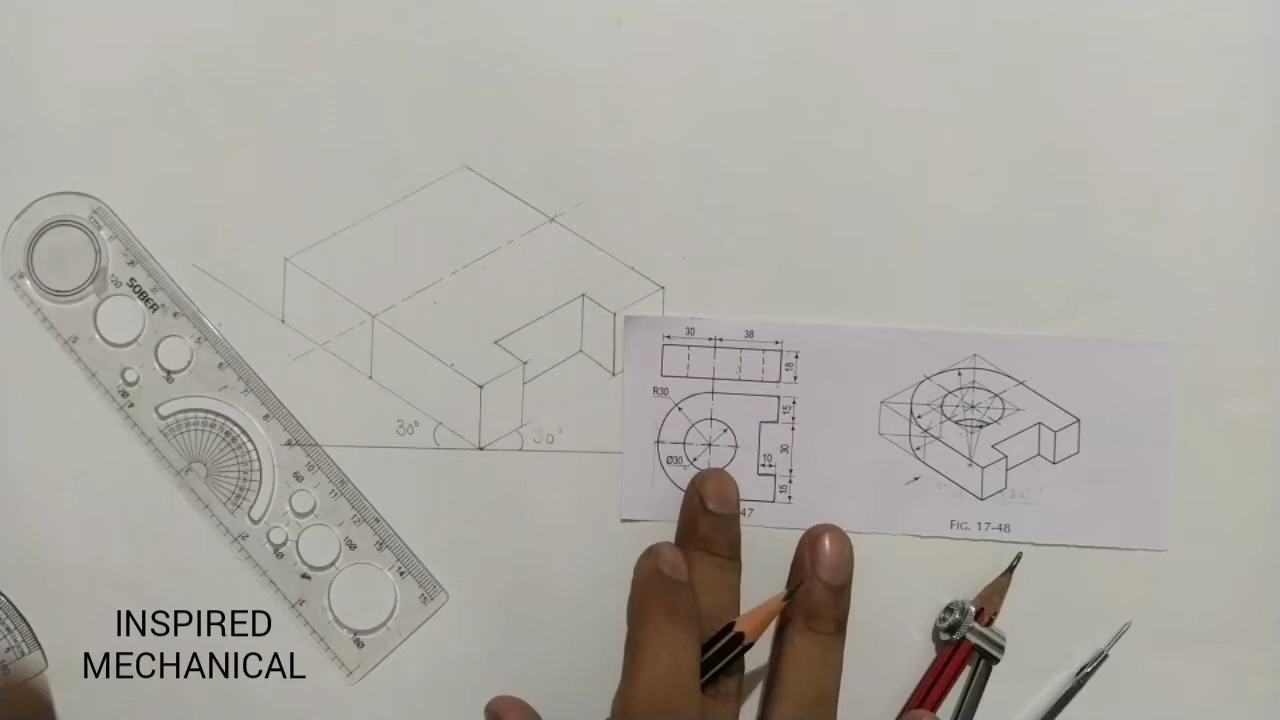 SOBER
30°
30°
30 38
18
R30
15
30
10
Ø30
15
47
FIG. 17-48
INSPIRED
MECHANICAL